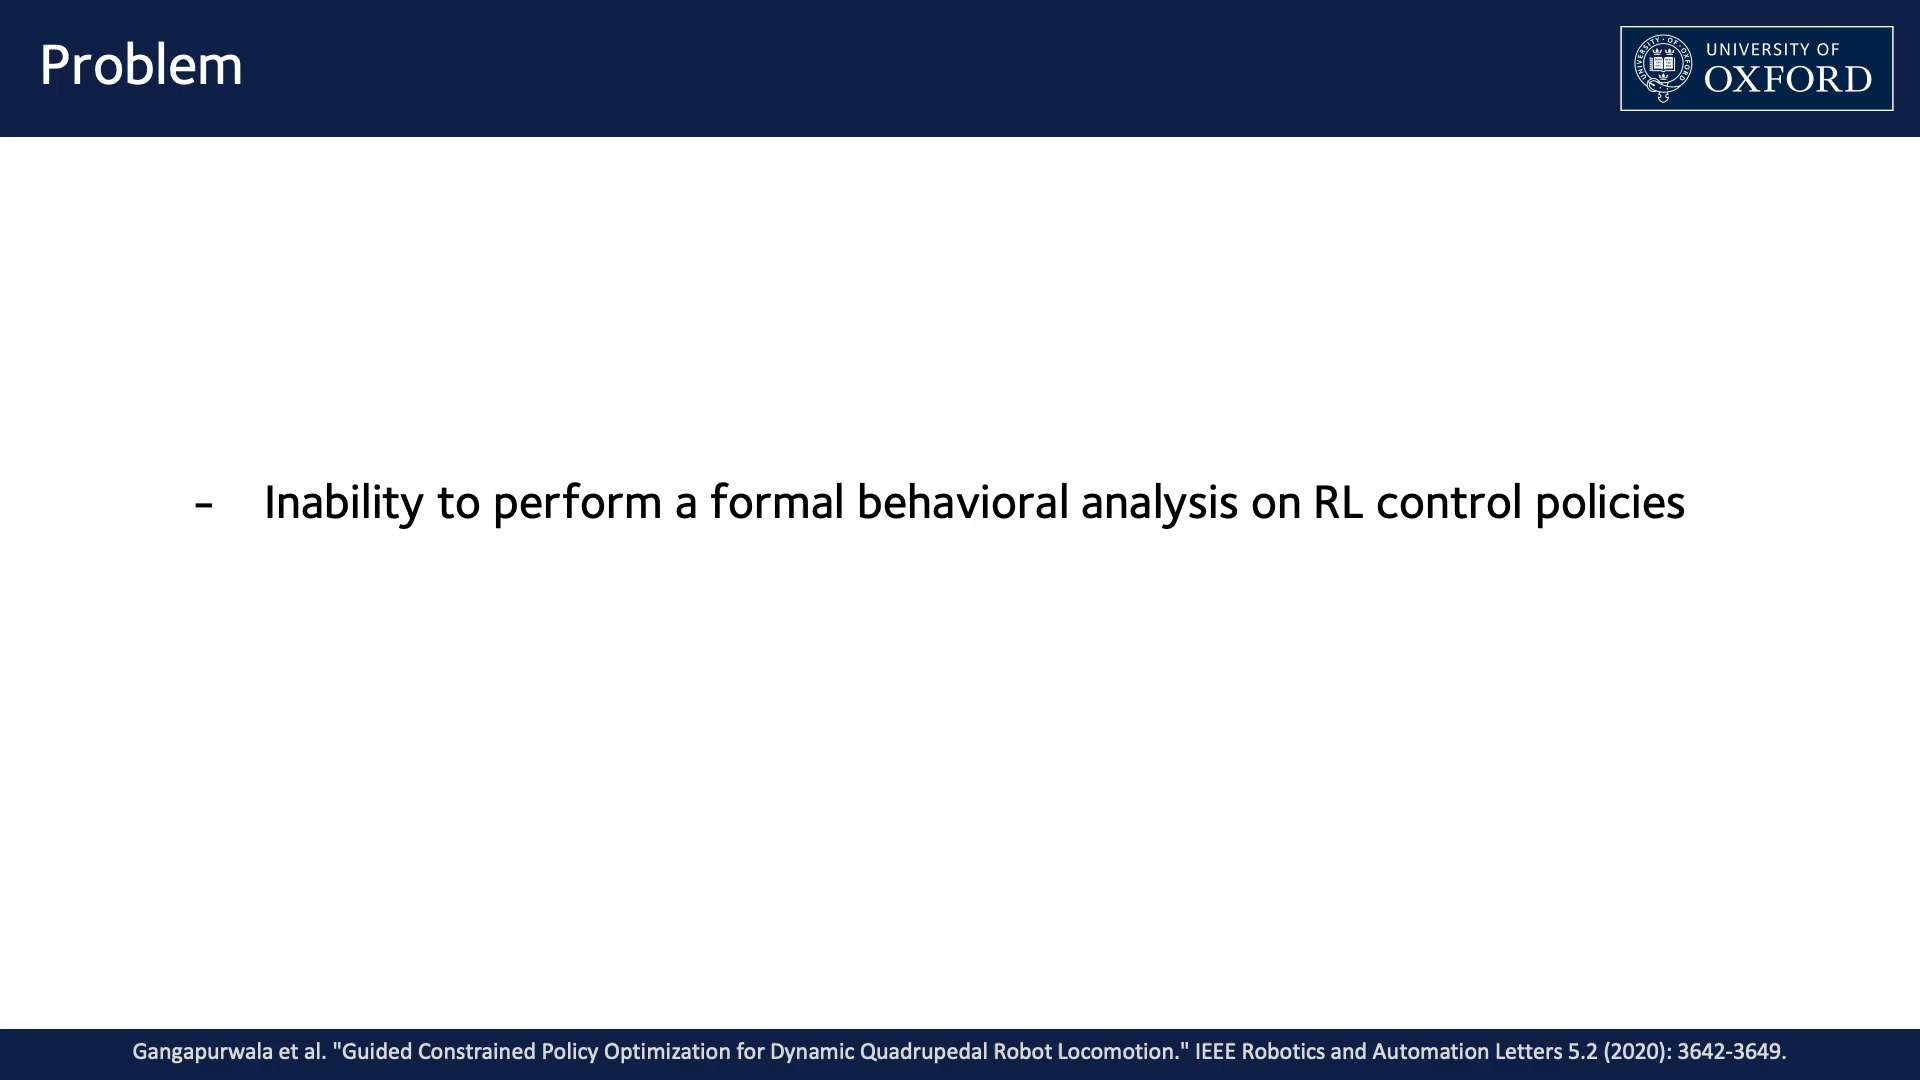 Problem
UNIVERSITY OF
OXFORD
- Inability to perform a formal behavioral analysis on RL control policies
Gangapurwala et al. "Guided Constrained Policy Optimization for Dynamic Quadrupedal Robot Locomotion." IEEE Robotics and Automation Letters 5.2 (2020): 3642-3649.